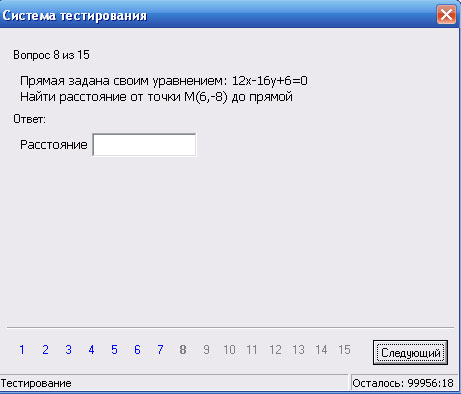 Система тестирования
Вопрос 8 из 15
Прямая задана своим уравнением: 12x-16y+6=0
Найти расстояние от точки M(6,-8) до прямой
Ответ:
Расстояние
1 2 3 4 5 6 7 8 9 10 11 12 13 14 15
Следующий
Тестирование
Осталось: 99956:18